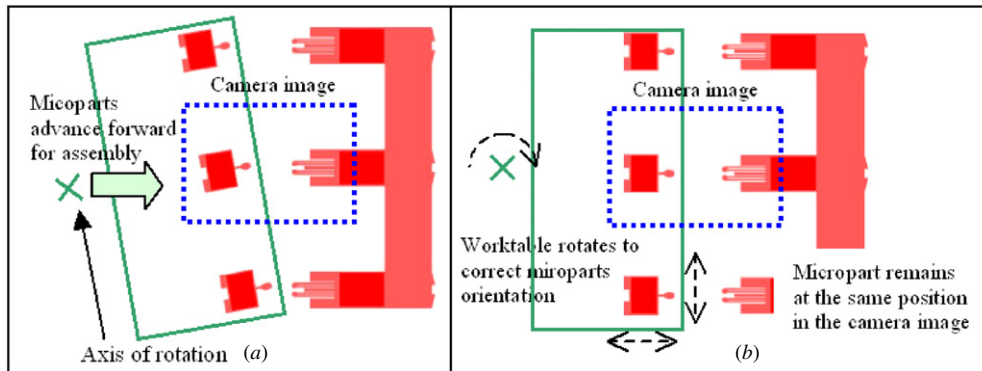 Camera image
Micoparts
advance forward
for assembly
Axis of rotation
(a)
Camera image
Worktable rotates to
correct miroparts
orientation
Micropart remains
at the same position
in the camera image
(b)